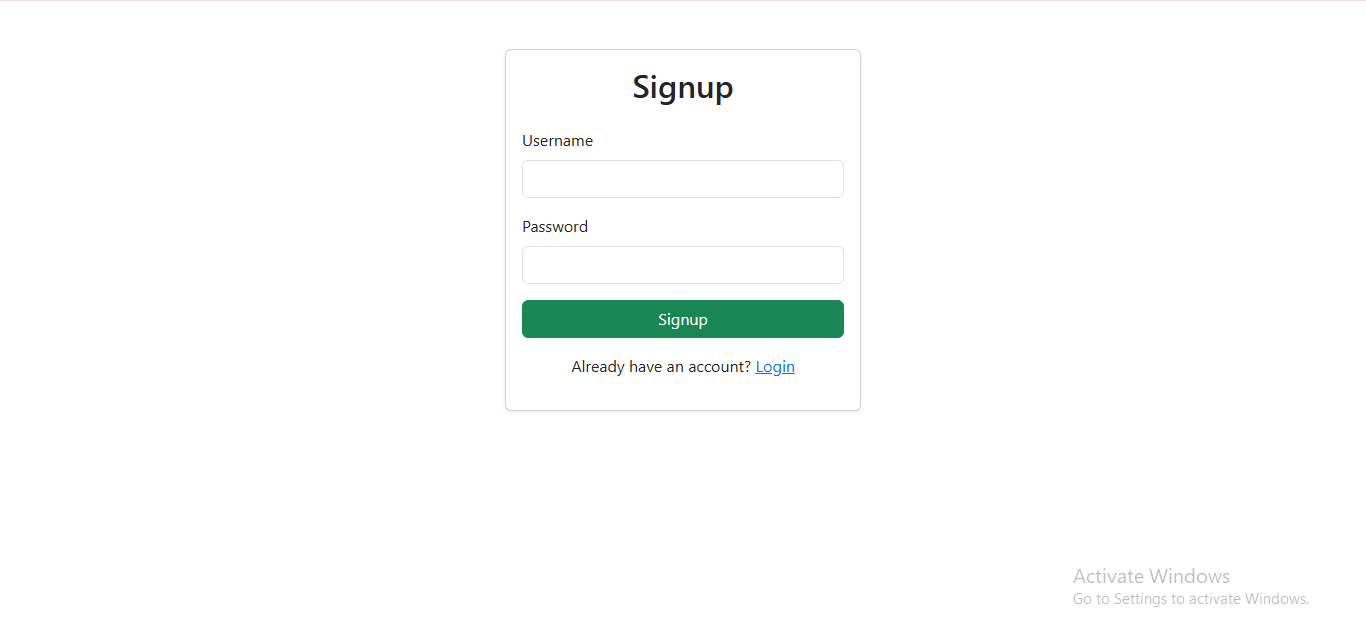 Signup
Username
Password
Signup
Already have an account? Login
Activate Windows
Go to Settings to activate Windows.